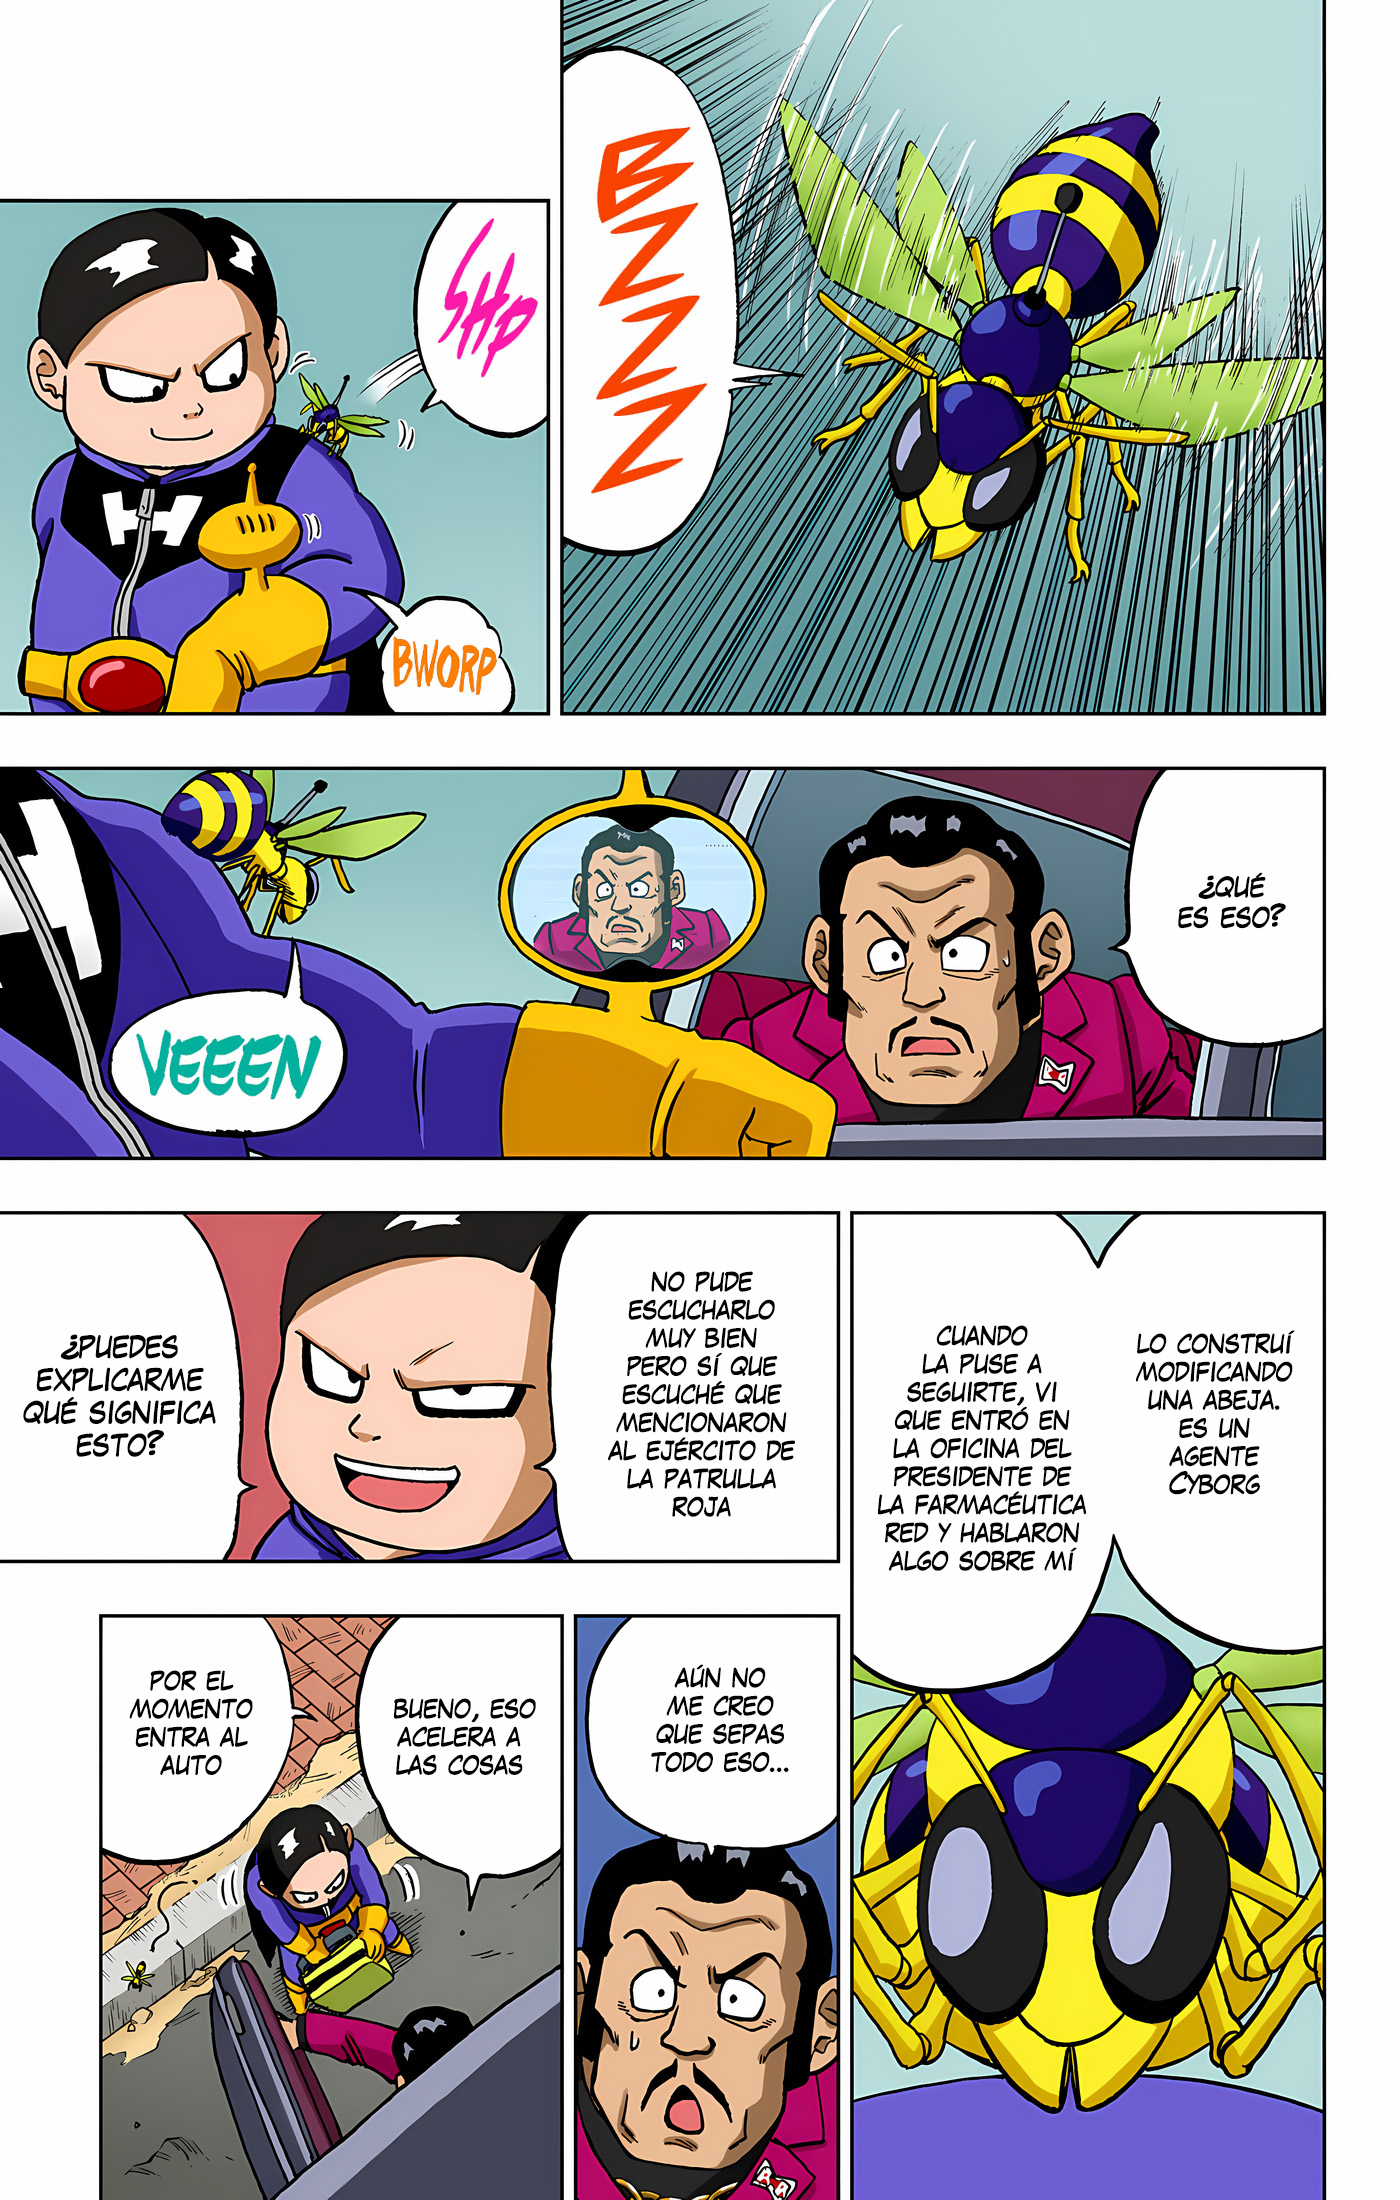 BZZZZ
SHP
BWORP
¿QUÉ
ES ESO?
VEEEN
LO CONSTRUÍ
MODIFICANDO
UNA ABEJA.
ES UN
AGENTE
CYBORG
CUANDO
LA PUSE A
SEGUIRTE, VI
QUE ENTRÓ EN
LA OFICINA DEL
PRESIDENTE DE
LA FARMACÉUTICA
RED Y HABLARON
ALGO SOBRE MÍ
NO PUDE
ESCUCHARLO
MUY BIEN
PERO SÍ QUE
ESCUCHÉ QUE
MENCIONARON
AL EJÉRCITO DE
LA PATRULLA
ROJA
¿PUEDES
EXPLICARME
QUÉ SIGNIFICA
ESTO?
AÚN NO
ME CREO
QUE SEPAS
TODO ESO...
BUENO, ESO
ACELERA A
LAS COSAS
POR EL
MOMENTO
ENTRA AL
AUTO